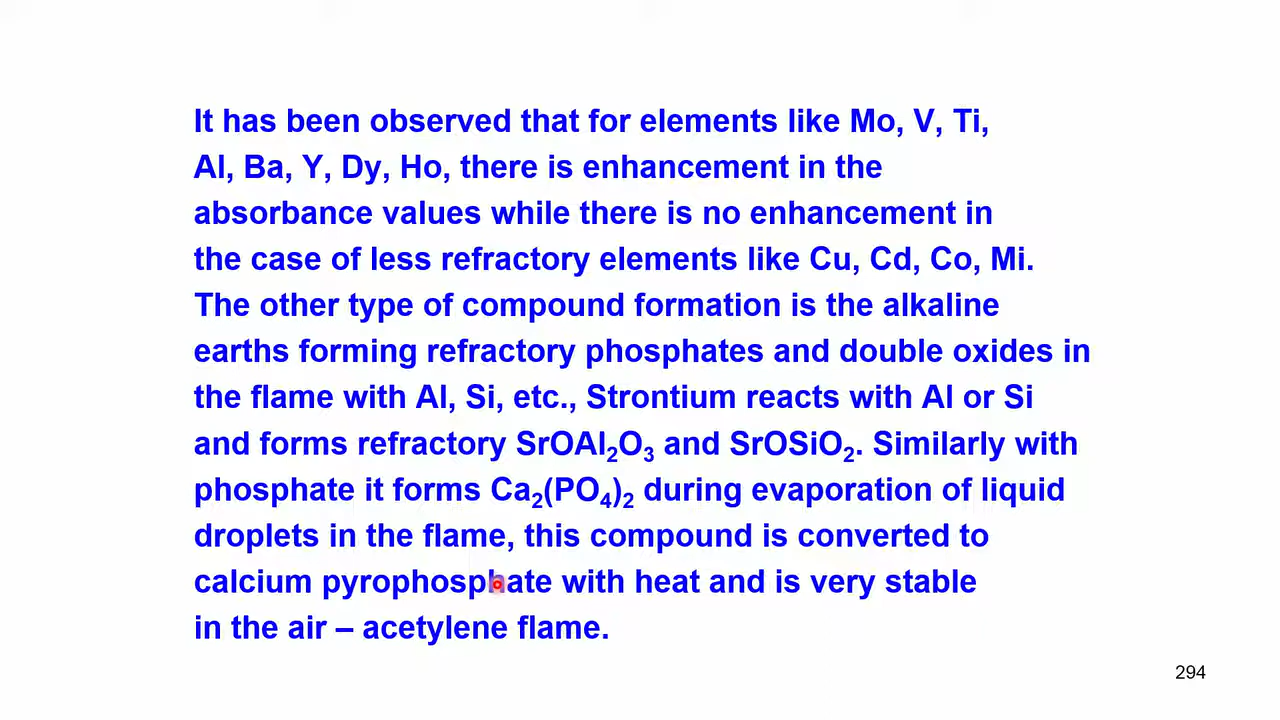 It has been observed that for elements like Mo, V, Ti,
Al, Ba, Y, Dy, Ho, there is enhancement in the
absorbance values while there is no enhancement in
the case of less refractory elements like Cu, Cd, Co, Mi.
The other type of compound formation is the alkaline
earths forming refractory phosphates and double oxides in
the flame with Al, Si, etc., Strontium reacts with Al or Si
and forms refractory SrOAl₂O₃ and SrOSiO₂. Similarly with
phosphate it forms Ca₂(PO₄)₂ during evaporation of liquid
droplets in the flame, this compound is converted to
calcium pyrophosphate with heat and is very stable
in the air – acetylene flame.
294